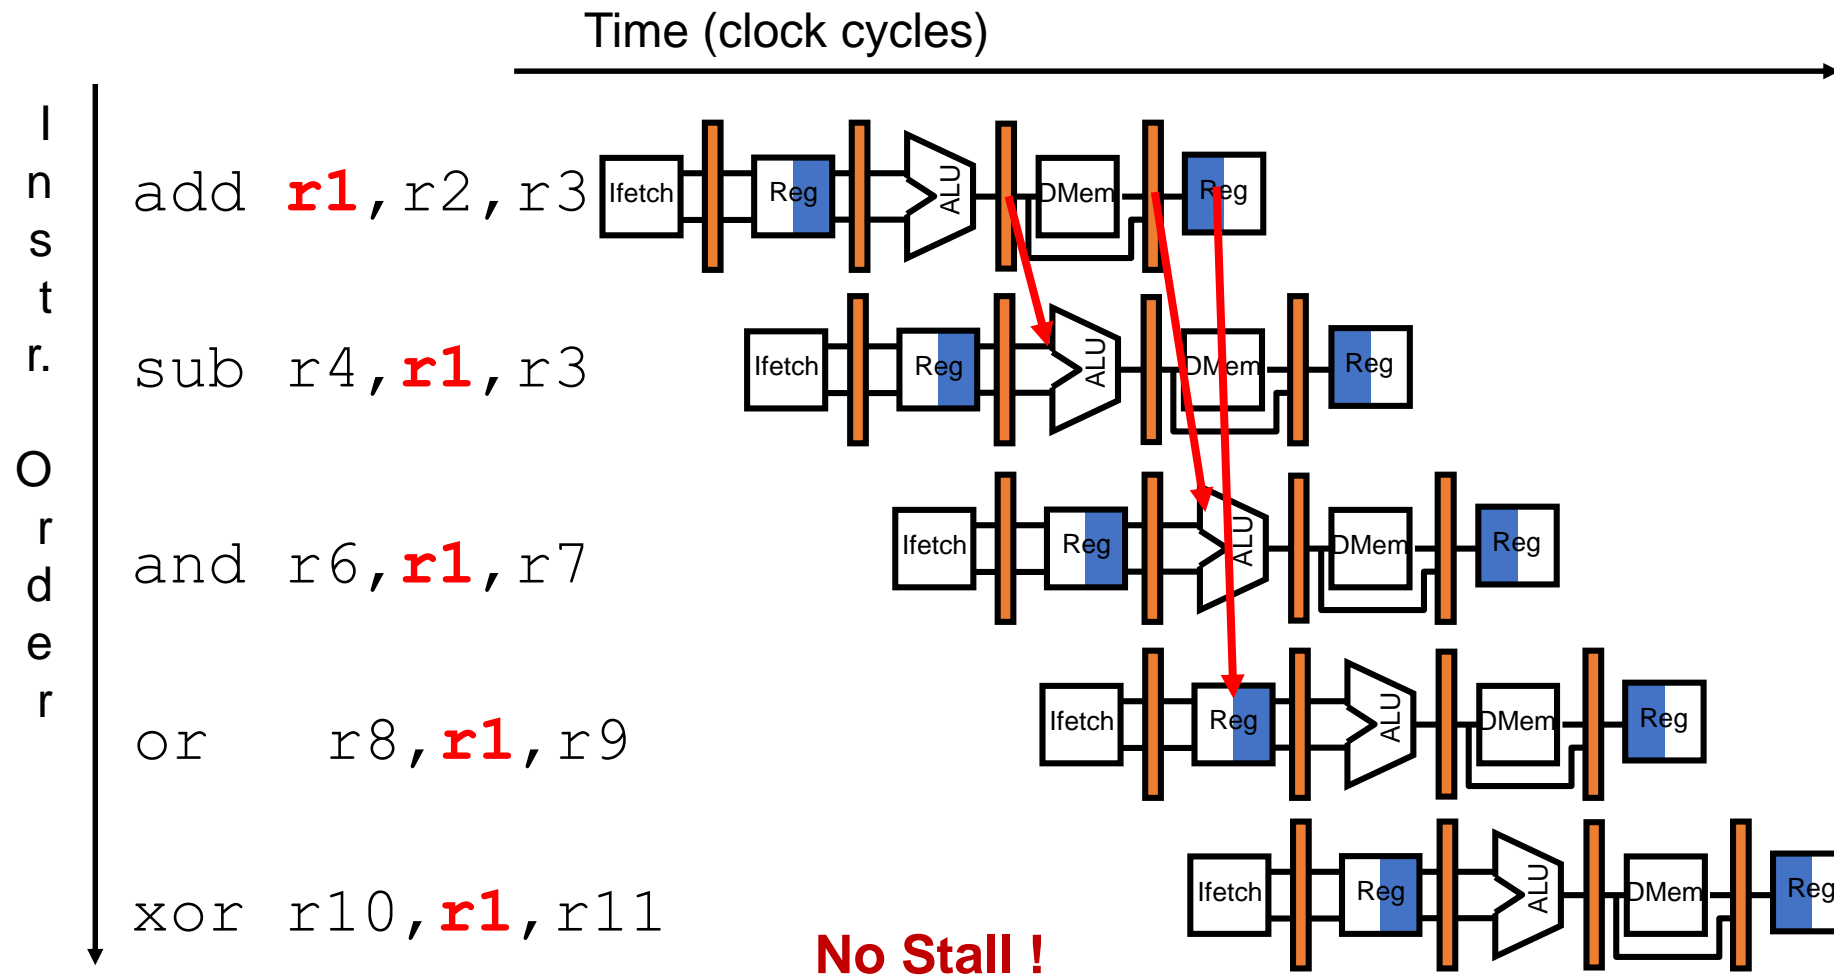 Time (clock cycles)
Instr. Order
add r1,r2,r3 Ifetch Reg ALU DMem Reg
sub r4,r1,r3 Ifetch Reg ALU DMem Reg
and r6,r1,r7 Ifetch Reg ALU DMem Reg
or r8,r1,r9 Ifetch Reg ALU DMem Reg
xor r10,r1,r11 Ifetch Reg ALU DMem Reg
No Stall !